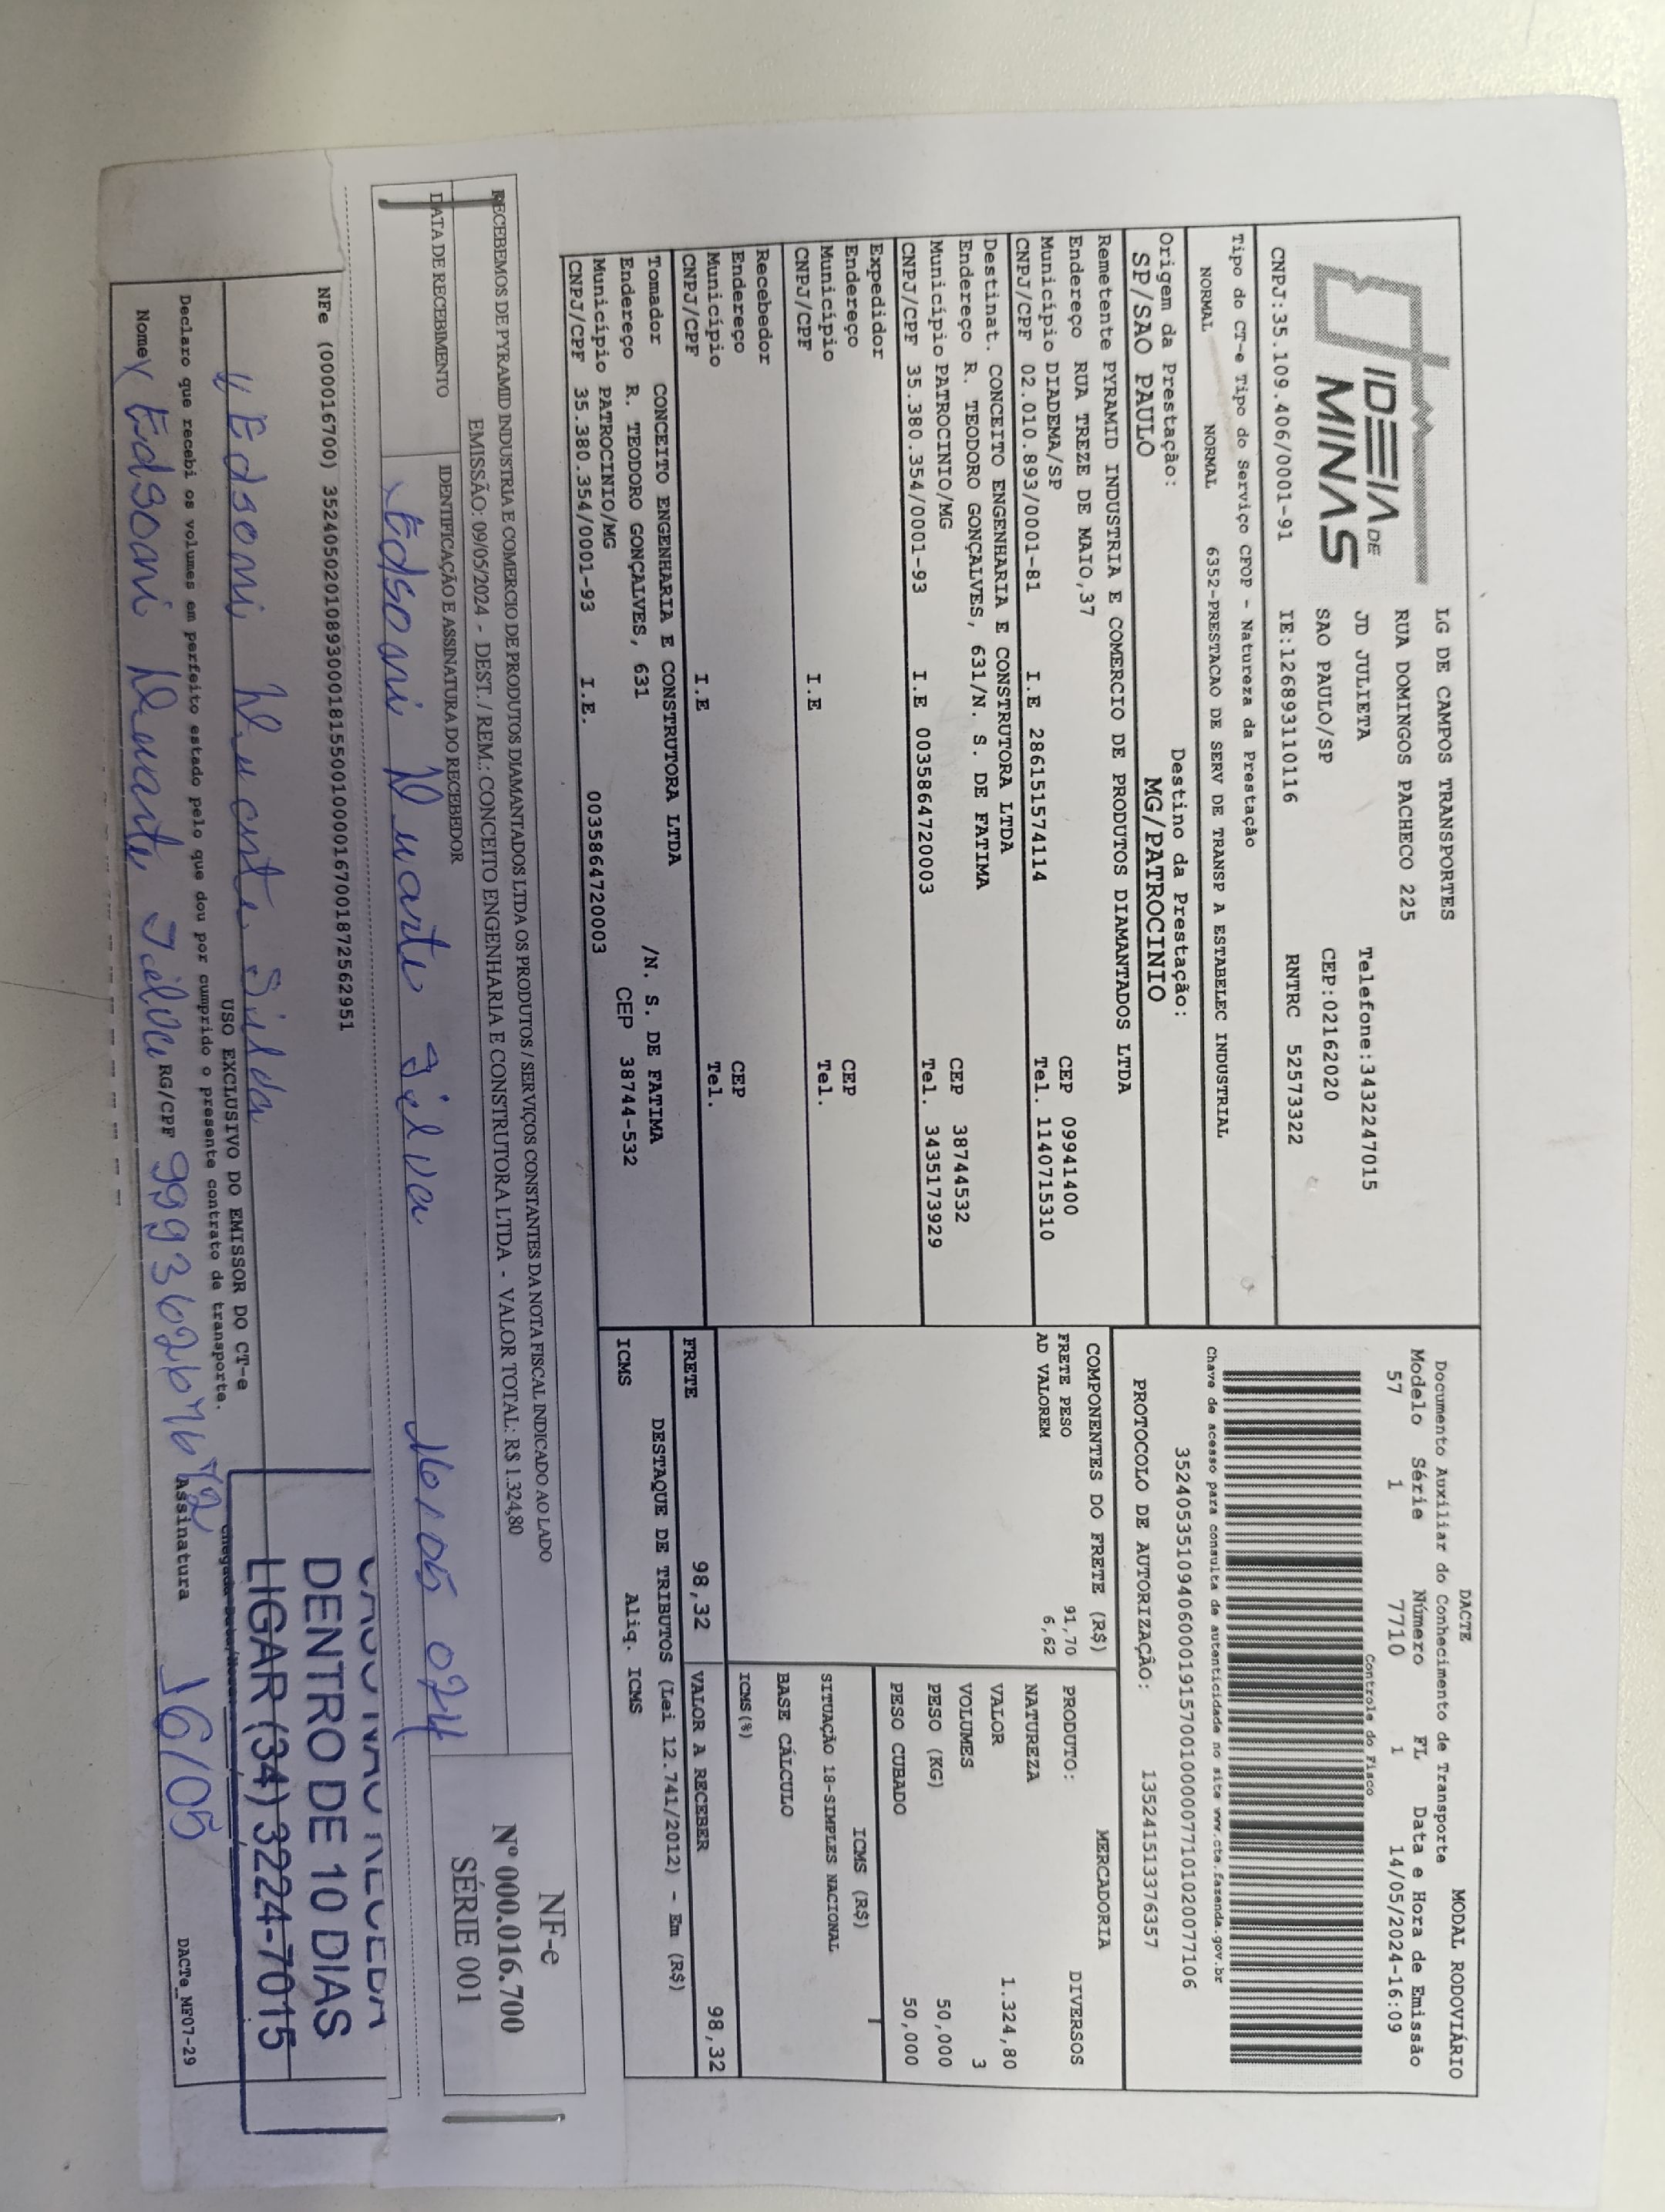 IDEIA DE
MINAS
LG DE CAMPOS TRANSPORTES
RUA DOMINGOS PACHECO 225
JD JULIETA Telefone:3432247015
SAO PAULO/SP CEP:02162020
CNPJ:35.109.406/0001-91 IE:126893110116 RNTRC 52573322
Tipo do CT-e Tipo do Serviço CFOP - Natureza da Prestação
NORMAL NORMAL 6352-PRESTACAO DE SERV DE TRANSP A ESTABELEC INDUSTRIAL
Origem da Prestação: Destino da Prestação:
SP/SAO PAULO MG/PATROCINIO
Remetente PYRAMID INDUSTRIA E COMERCIO DE PRODUTOS DIAMANTADOS LTDA
Endereço RUA TREZE DE MAIO,37 CEP 09941400
Município DIADEMA/SP Tel. 1140715310
CNPJ/CPF 02.010.893/0001-81 I.E 286151574114
Destinat. CONCEITO ENGENHARIA E CONSTRUTORA LTDA
Endereço R. TEODORO GONÇALVES, 631/N. S. DE FATIMA CEP 38744532
Município PATROCINIO/MG Tel. 3435173929
CNPJ/CPF 35.380.354/0001-93 I.E 0035864720003
Expedidor
Endereço CEP
Município Tel.
CNPJ/CPF I.E
Recebedor
Endereço CEP
Município Tel.
CNPJ/CPF I.E
Tomador CONCEITO ENGENHARIA E CONSTRUTORA LTDA
Endereço R. TEODORO GONÇALVES, 631 /N. S. DE FATIMA
Município PATROCINIO/MG CEP 38744-532
CNPJ/CPF 35.380.354/0001-93 I.E. 0035864720003
DACTE MODAL RODOVIÁRIO
Documento Auxiliar do Conhecimento de Transporte
Modelo Série Número FL Data e Hora de Emissão
57 1 7710 1 14/05/2024-16:09
Controle do Fisco
Chave de acesso para consulta de autenticidade no site www.cte.fazenda.gov.br
35240535109406000191570010000077101020077106
PROTOCOLO DE AUTORIZAÇÃO: 135241513376357
COMPONENTES DO FRETE (R$)
FRETE PESO 91,70
AD VALOREM 6,62
MERCADORIA
PRODUTO: DIVERSOS
NATUREZA
VALOR 1.324,80
VOLUMES 3
PESO (KG) 50,000
PESO CUBADO 50,000
ICMS (R$)
SITUAÇÃO 18-SIMPLES NACIONAL
BASE CÁLCULO
ICMS(%)
FRETE 98,32 VALOR A RECEBER 98,32
DESTAQUE DE TRIBUTOS (Lei 12.741/2012) - Em (R$)
ICMS Aliq. ICMS
RECEBEMOS DE PYRAMID INDUSTRIA E COMERCIO DE PRODUTOS DIAMANTADOS LTDA OS PRODUTOS / SERVIÇOS CONSTANTES DA NOTA FISCAL INDICADO AO LADO
EMISSÃO: 09/05/2024 - DEST. / REM.: CONCEITO ENGENHARIA E CONSTRUTORA LTDA - VALOR TOTAL: R$ 1.324,80
DATA DE RECEBIMENTO IDENTIFICAÇÃO E ASSINATURA DO RECEBEDOR
Edsoni Duarte Silva 16/05 024
NF-e
Nº 000.016.700
SÉRIE 001
NFe (000016700) 35240502010893000181550010000167001872562951
Edsoni Duarte Silva
USO EXCLUSIVO DO EMISSOR DO CT-e
Declaro que recebi os volumes em perfeito estado pelo que dou por cumprido o presente contrato de transporte.
Nome Edsoni Duarte Silva RG/CPF 99936267672 Assinatura 16/05
CASO NÃO RECEBA
DENTRO DE 10 DIAS
LIGAR (34) 3224-7015
DACTe_MF07-29